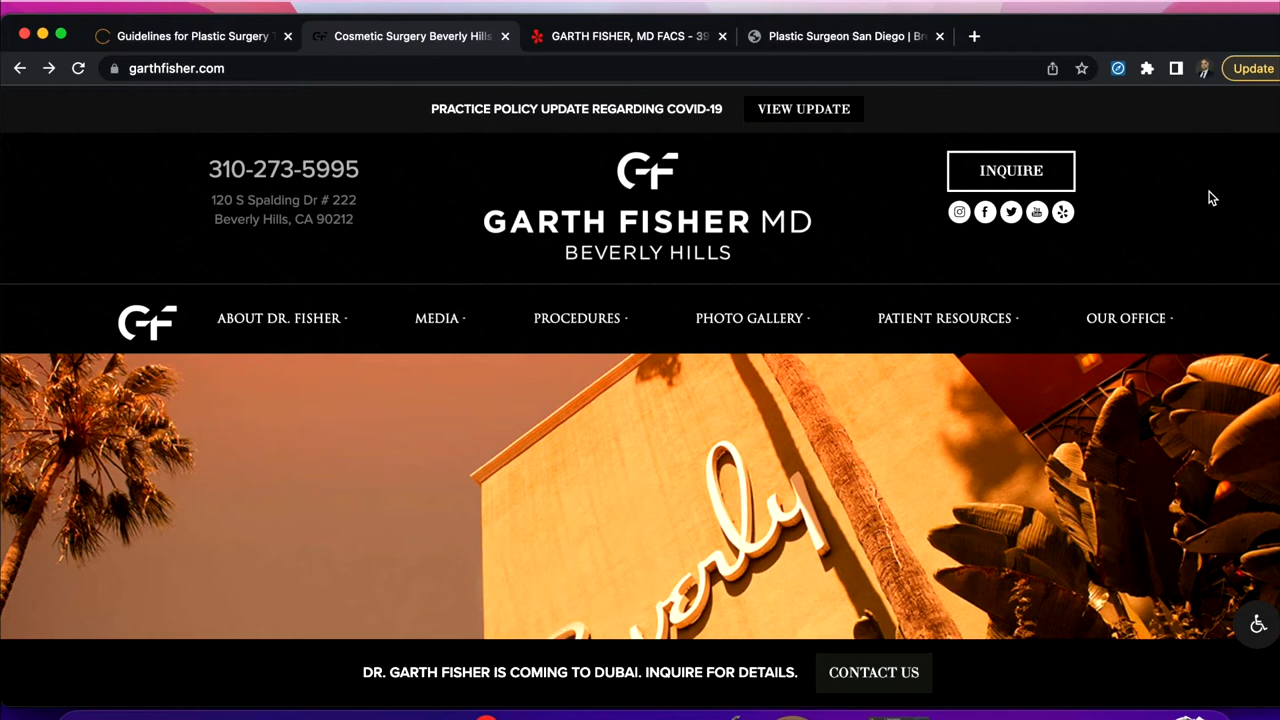 Guidelines for Plastic Surgery
Cosmetic Surgery Beverly Hills
GARTH FISHER, MD FACS - 39
Plastic Surgeon San Diego | Br
garthfisher.com
Update
PRACTICE POLICY UPDATE REGARDING COVID-19
VIEW UPDATE
310-273-5995
120 S Spalding Dr # 222
Beverly Hills, CA 90212
GF
GARTH FISHER MD
BEVERLY HILLS
INQUIRE
GF
ABOUT DR. FISHER
MEDIA
PROCEDURES
PHOTO GALLERY
PATIENT RESOURCES
OUR OFFICE
Beverly
DR. GARTH FISHER IS COMING TO DUBAI. INQUIRE FOR DETAILS.
CONTACT US